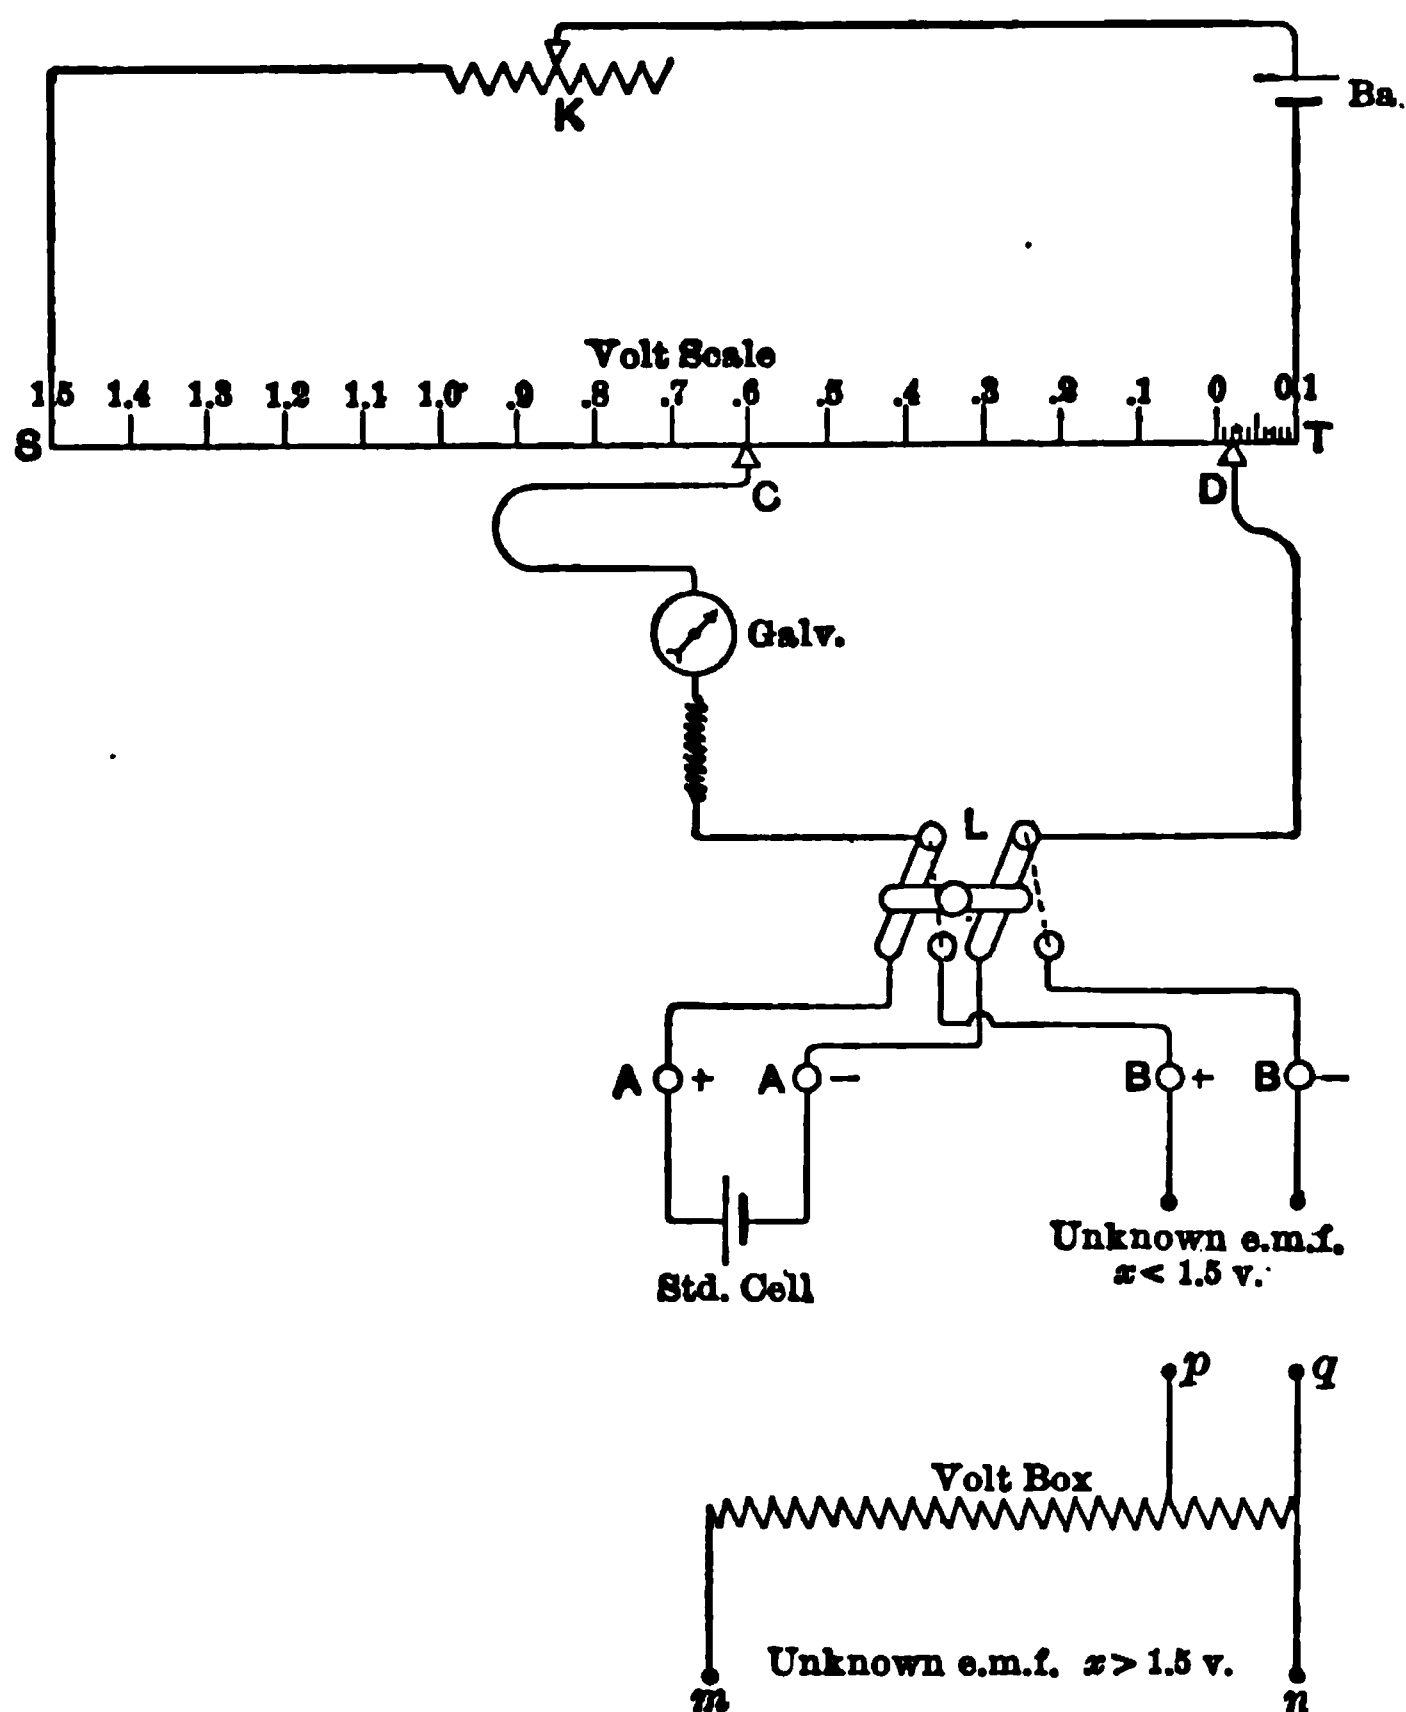 K
Ba.
Volt Scale
1.5 1.4 1.3 1.2 1.1 1.0 .9 .8 .7 .6 .5 .4 .3 .2 .1 0 0.1
S T
C D
Galv.
L
A + A − B + B −
Unknown e.m.f.
x < 1.5 v.
Std. Cell
p q
Volt Box
Unknown e.m.f. x > 1.5 v.
m n